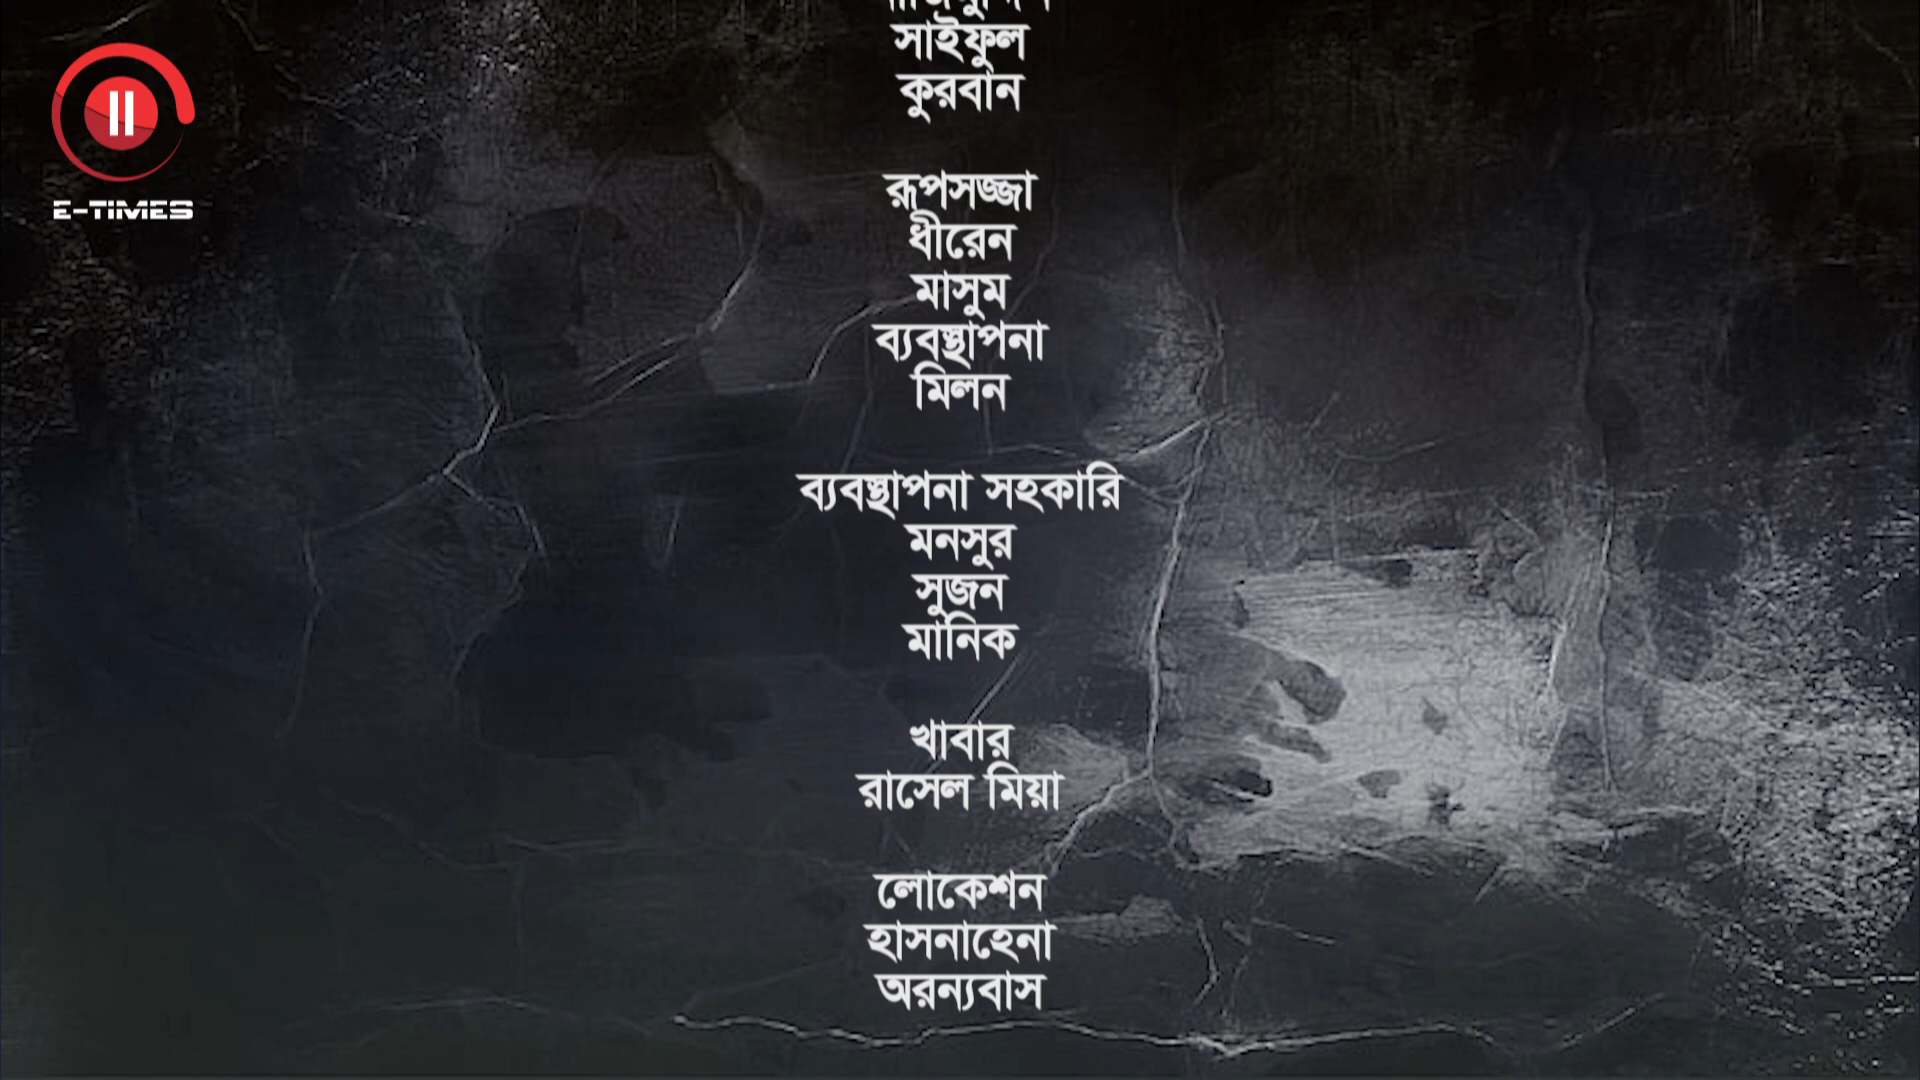 সাইফুল
কুরবান
E-TIMES
রূপসজ্জা
ধীরেন
মাসুম
ব্যবস্থাপনা
মিলন
ব্যবস্থাপনা সহকারি
মনসুর
সুজন
মানিক
খাবার
রাসেল মিয়া
লোকেশন
হাসনাহেনা
অরন্যবাস